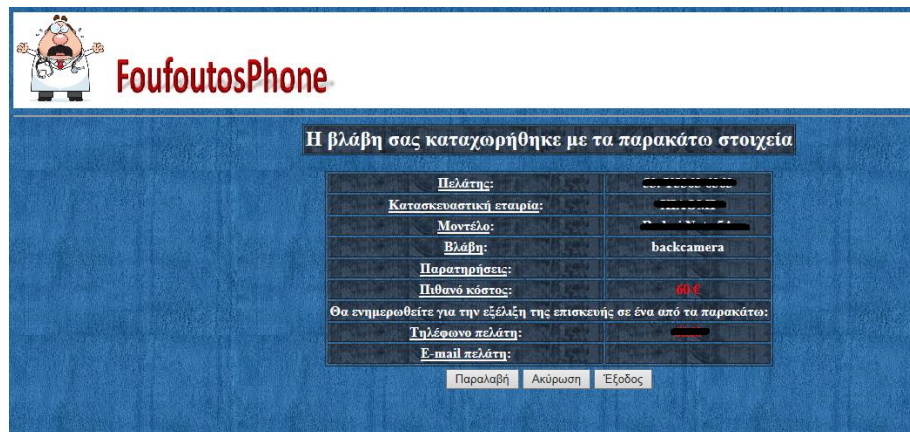 FoufoutosPhone
Η βλάβη σας καταχωρήθηκε με τα παρακάτω στοιχεία
Πελάτης:
Κατασκευαστική εταιρία:
Μοντέλο:
Βλάβη: backcamera
Παρατηρήσεις:
Πιθανό κόστος: 60 €
Θα ενημερωθείτε για την εξέλιξη της επισκευής σε ένα από τα παρακάτω:
Τηλέφωνο πελάτη:
E-mail πελάτη:
Παραλαβή Ακύρωση Έξοδος